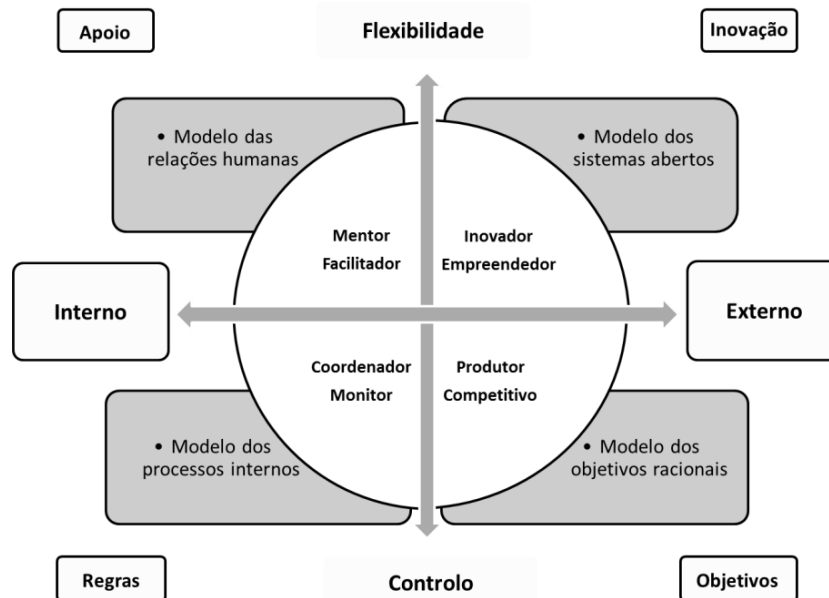 Apoio
Flexibilidade
Inovação
• Modelo das
relações humanas
• Modelo dos
sistemas abertos
Mentor
Facilitador
Inovador
Empreendedor
Interno
Externo
Coordenador
Monitor
Produtor
Competitivo
• Modelo dos
processos internos
• Modelo dos
objetivos racionais
Regras
Controlo
Objetivos